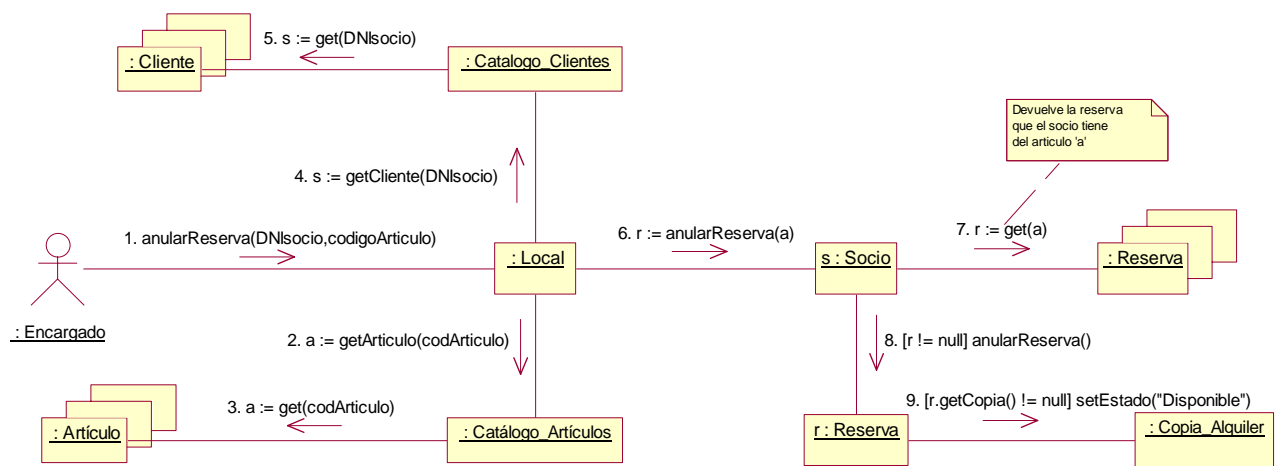 5. s := get(DNIsocio)
: Cliente
: Catalogo_Clientes
Devuelve la reserva
que el socio tiene
del articulo 'a'
4. s := getCliente(DNIsocio)
1. anularReserva(DNIsocio,codigoArticulo)
6. r := anularReserva(a)
7. r := get(a)
: Local
s : Socio
: Reserva
: Encargado
2. a := getArticulo(codArticulo)
8. [r != null] anularReserva()
3. a := get(codArticulo)
9. [r.getCopia() != null] setEstado("Disponible")
: Artículo
: Catálogo_Artículos
r : Reserva
: Copia_Alquiler